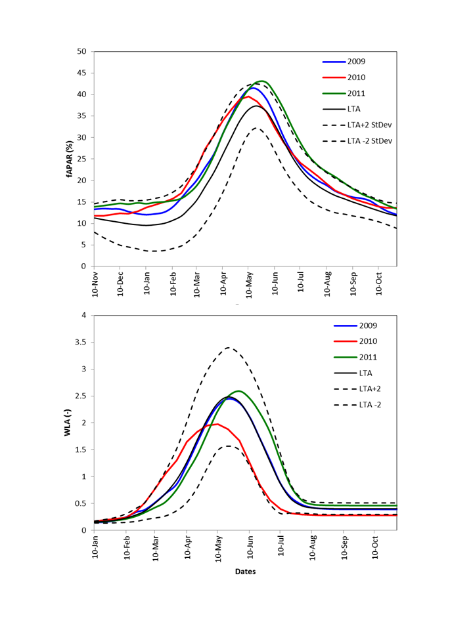 50
45
40
35
30
25
20
15
10
5
0
fAPAR (%)
2009
2010
2011
LTA
LTA+2 StDev
LTA -2 StDev
10-Nov
10-Dec
10-Jan
10-Feb
10-Mar
10-Apr
10-May
10-Jun
10-Jul
10-Aug
10-Sep
10-Oct
4
3.5
3
2.5
2
1.5
1
0.5
0
WLA (-)
2009
2010
2011
LTA
LTA+2
LTA -2
10-Jan
10-Feb
10-Mar
10-Apr
10-May
10-Jun
10-Jul
10-Aug
10-Sep
10-Oct
Dates